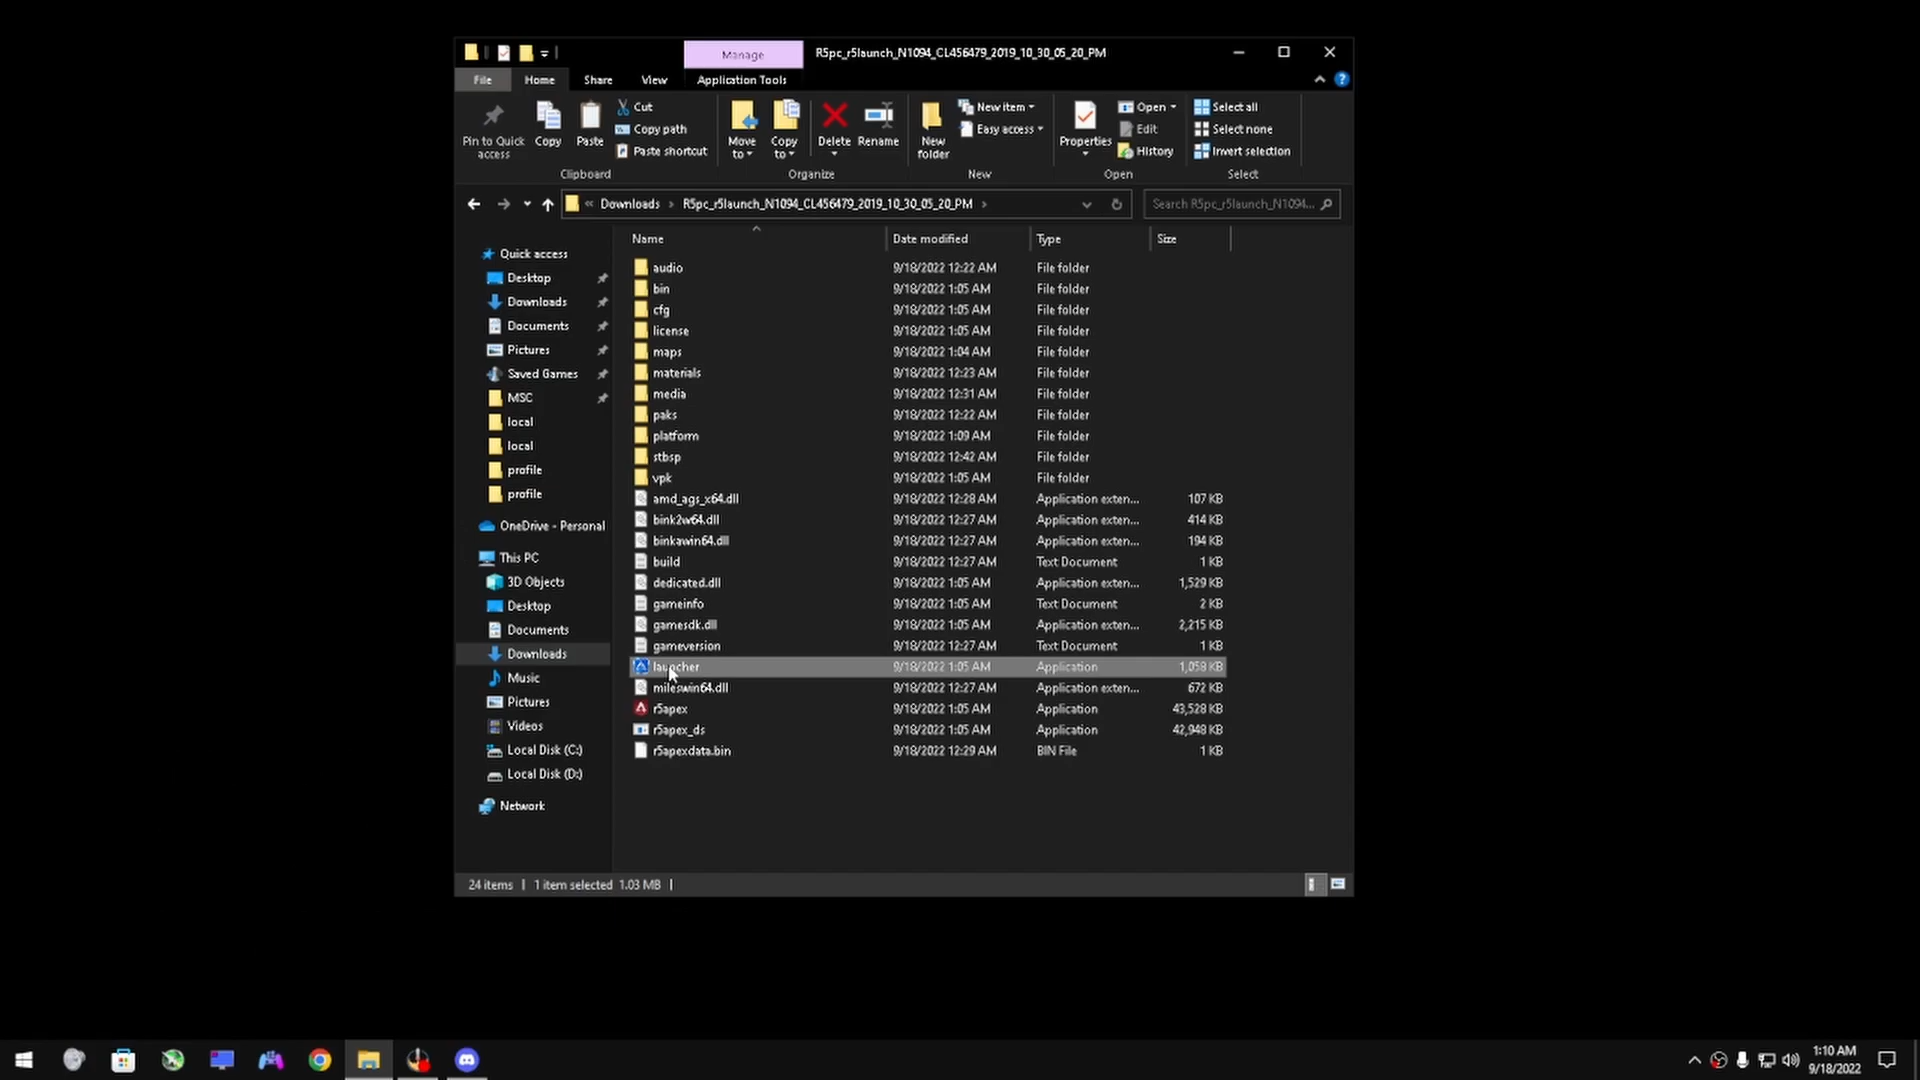 Manage R5pc_r5launch_N1094_CL456479_2019_10_30_05_20_PM
File Home Share View Application Tools
Pin to Quick access
Copy
Paste
Cut
Copy path
Paste shortcut
Clipboard
Move to
Copy to
Delete
Rename
Organize
New folder
New item
Easy access
New
Properties
Open
Edit
History
Open
Select all
Select none
Invert selection
Select
« Downloads > R5pc_r5launch_N1094_CL456479_2019_10_30_05_20_PM >
Search R5pc_r5launch_N1094...
Quick access
Desktop
Downloads
Documents
Pictures
Saved Games
MSC
local
local
profile
profile
OneDrive - Personal
This PC
3D Objects
Desktop
Documents
Downloads
Music
Pictures
Videos
Local Disk (C:)
Local Disk (D:)
Network
Name Date modified Type Size
audio 9/18/2022 12:22 AM File folder
bin 9/18/2022 1:05 AM File folder
cfg 9/18/2022 1:05 AM File folder
license 9/18/2022 1:05 AM File folder
maps 9/18/2022 1:04 AM File folder
materials 9/18/2022 12:23 AM File folder
media 9/18/2022 12:31 AM File folder
paks 9/18/2022 12:22 AM File folder
platform 9/18/2022 1:09 AM File folder
stbsp 9/18/2022 12:42 AM File folder
vpk 9/18/2022 1:05 AM File folder
amd_ags_x64.dll 9/18/2022 12:28 AM Application exten... 107 KB
bink2w64.dll 9/18/2022 12:27 AM Application exten... 414 KB
binkawin64.dll 9/18/2022 12:27 AM Application exten... 194 KB
build 9/18/2022 12:27 AM Text Document 1 KB
dedicated.dll 9/18/2022 1:05 AM Application exten... 1,529 KB
gameinfo 9/18/2022 1:05 AM Text Document 2 KB
gamesdk.dll 9/18/2022 1:05 AM Application exten... 2,215 KB
gameversion 9/18/2022 12:27 AM Text Document 1 KB
launcher 9/18/2022 1:05 AM Application 1,058 KB
mileswin64.dll 9/18/2022 12:27 AM Application exten... 672 KB
r5apex 9/18/2022 1:05 AM Application 43,528 KB
r5apex_ds 9/18/2022 1:05 AM Application 42,948 KB
r5apexdata.bin 9/18/2022 12:29 AM BIN File 1 KB
24 items | 1 item selected 1.03 MB |
1:10 AM
9/18/2022